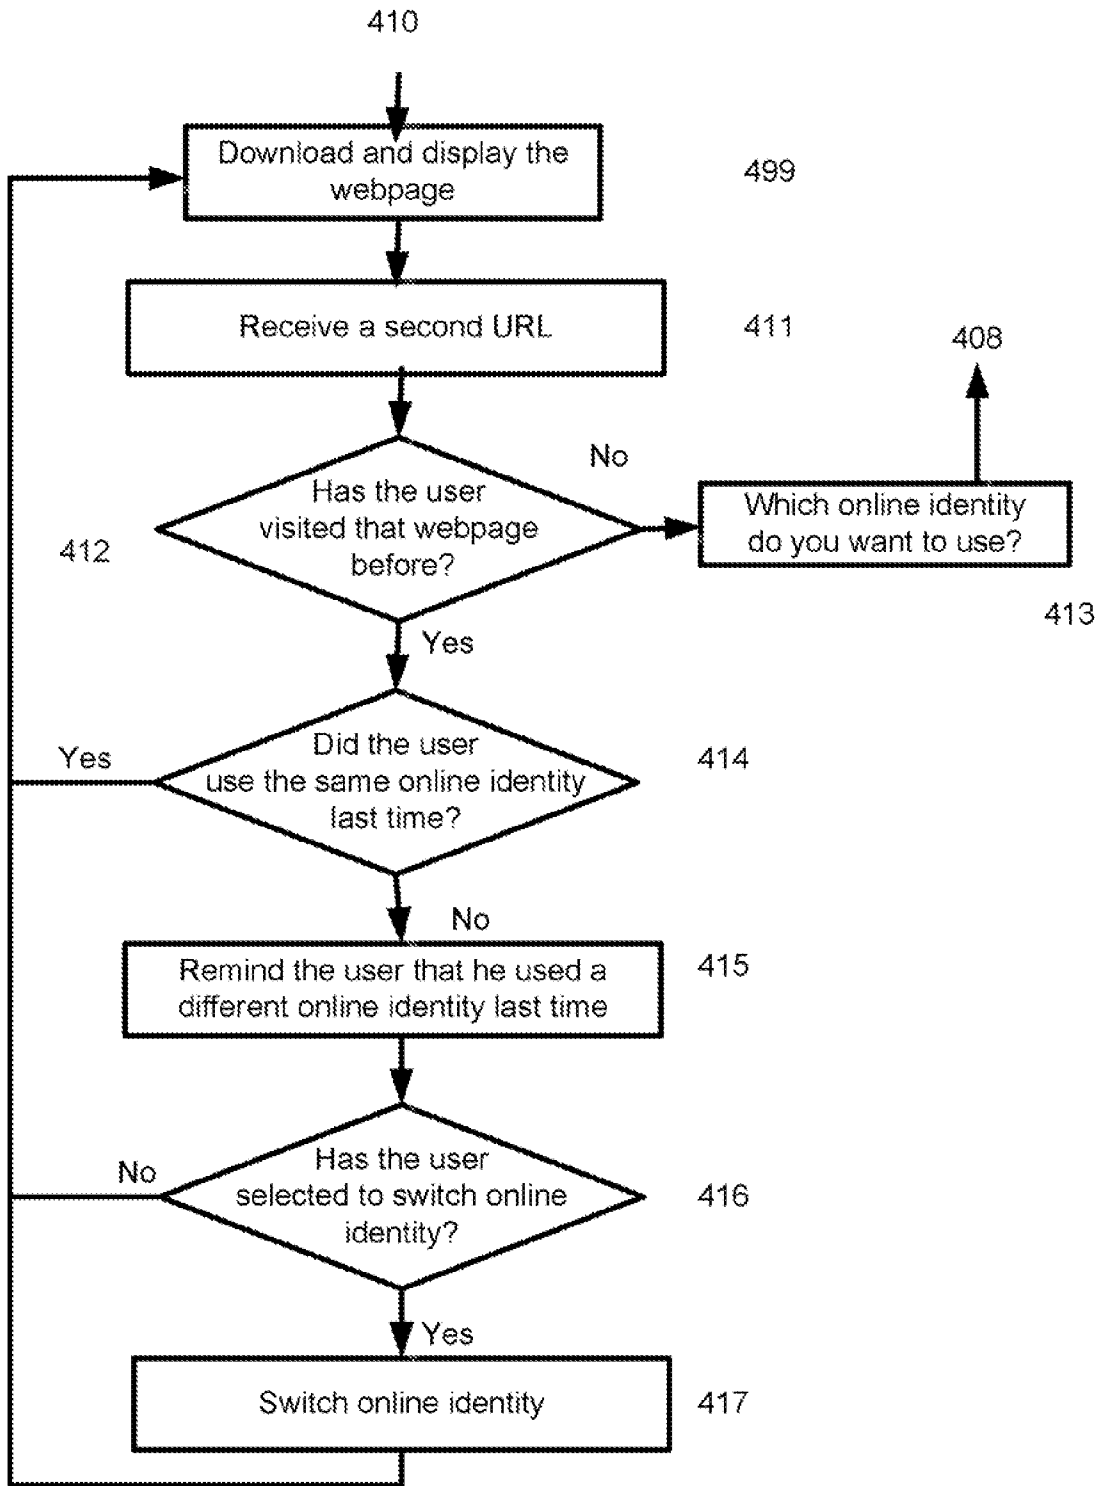 410
Download and display the
webpage
499
Receive a second URL
411
408
No
Has the user
visited that webpage
before?
Which online identity
do you want to use?
412
413
Yes
Did the user
use the same online identity
last time?
Yes
414
No
Remind the user that he used a
different online identity last time
415
Has the user
selected to switch online
identity?
No
416
Yes
Switch online identity
417